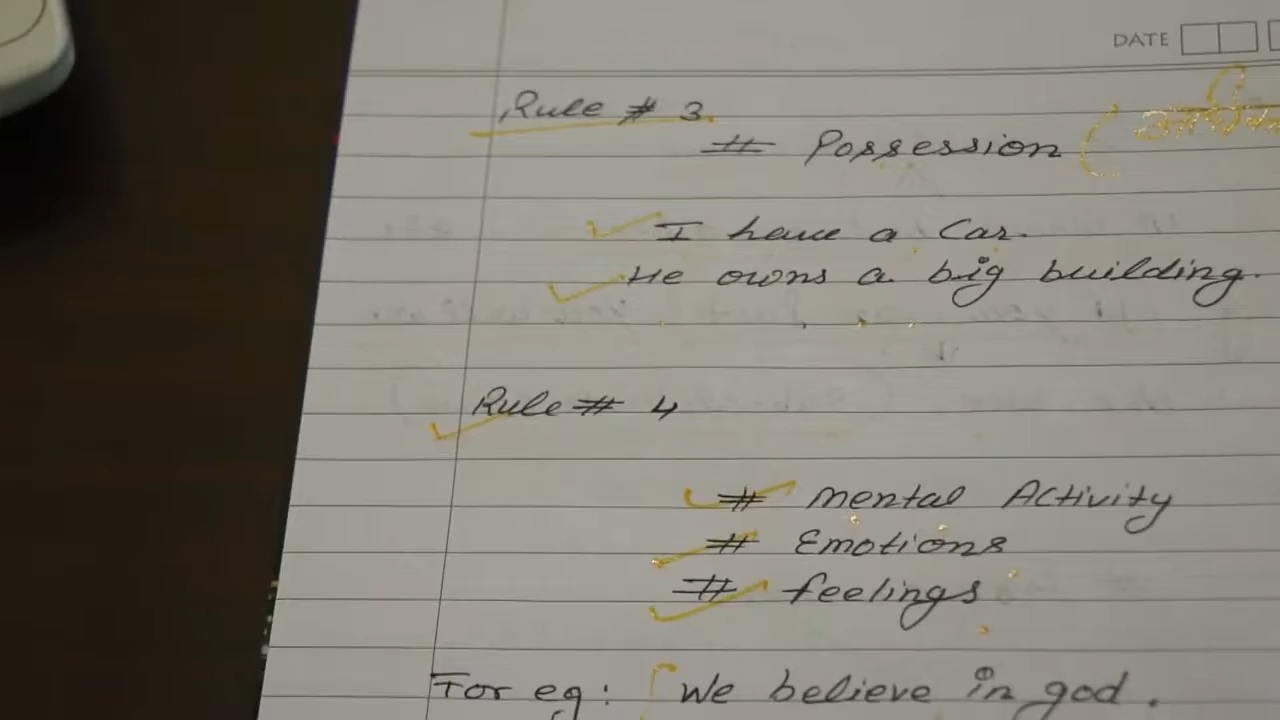 DATE
Rule # 3.
# Possession (
I have a Car.
He owns a big building.
Rule # 4
# Mental Activity
# Emotions
# feelings
For eg: We believe in god.